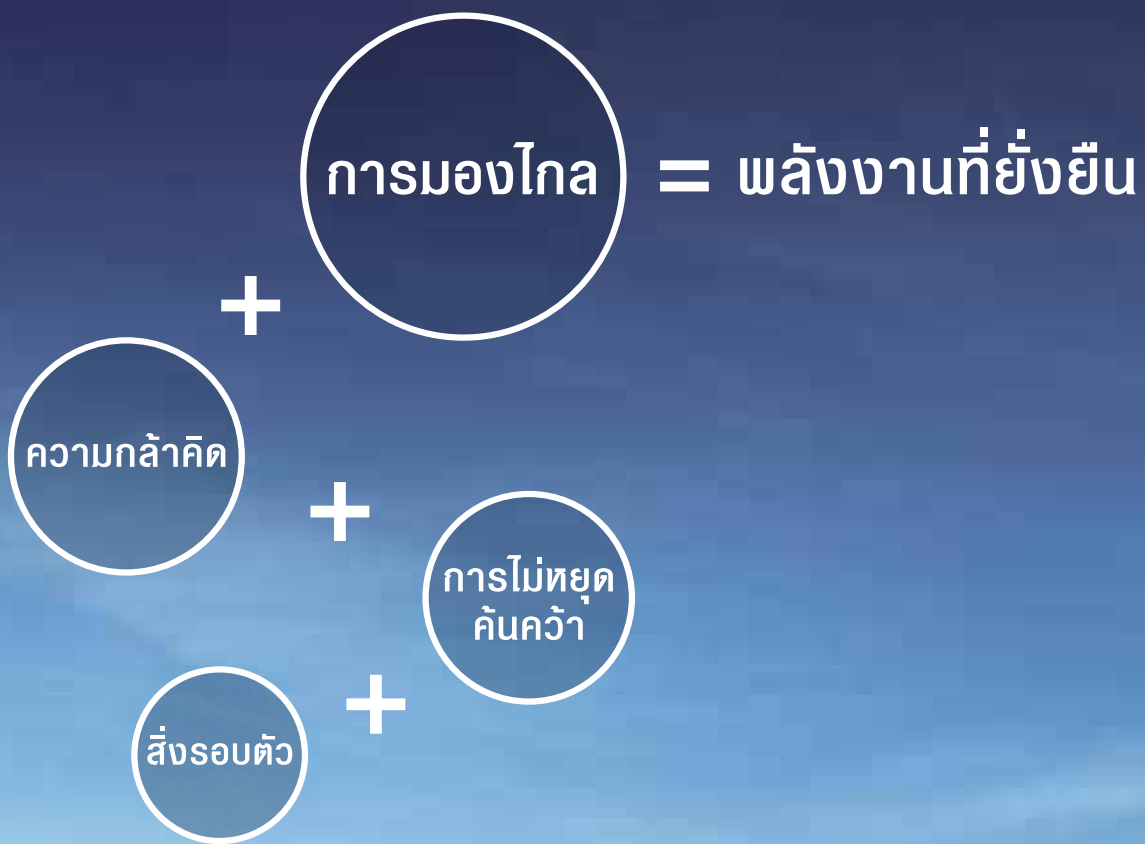 การมองไกล = พลังงานที่ยั่งยืน
+
ความกล้าคิด
+
การไม่หยุด
ค้นคว้า
+
สิ่งรอบตัว